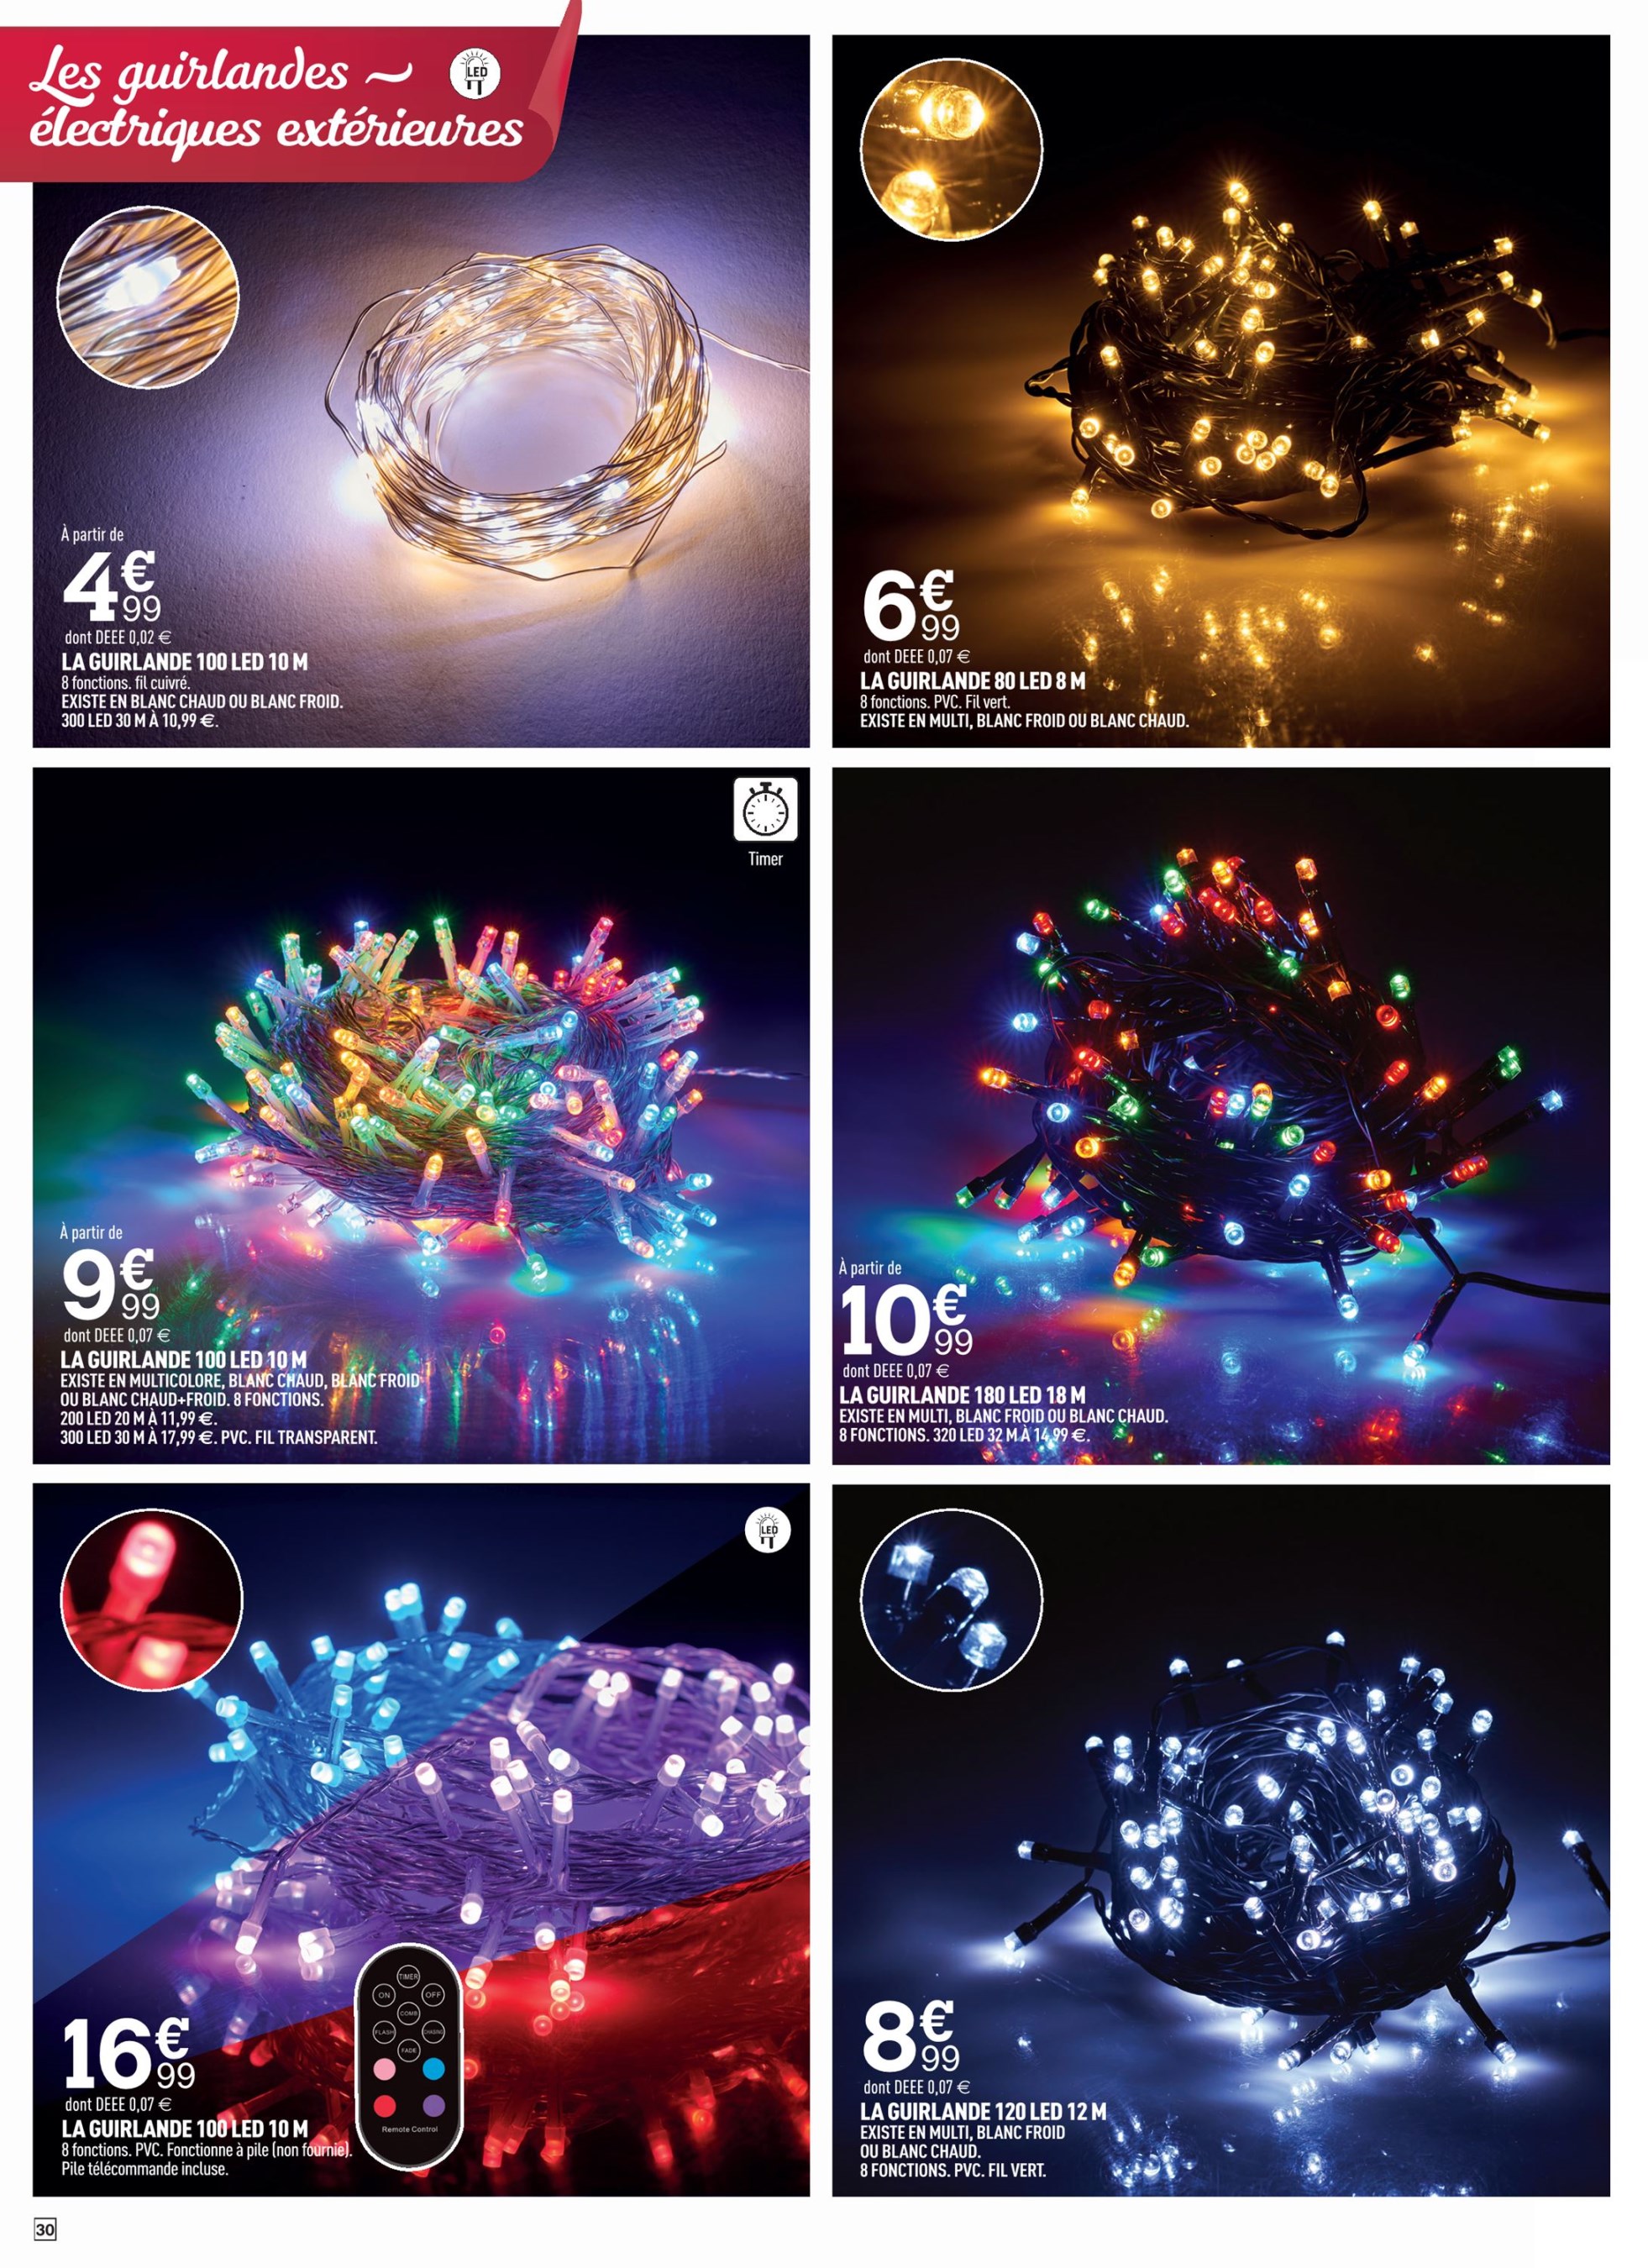 Les guirlandes ~
électriques extérieures
LED
À partir de
4€99
dont DEEE 0,02 €
LA GUIRLANDE 100 LED 10 M
8 fonctions. fil cuivré.
EXISTE EN BLANC CHAUD OU BLANC FROID.
300 LED 30 M À 10,99 €.
6€99
dont DEEE 0,07 €
LA GUIRLANDE 80 LED 8 M
8 fonctions. PVC. Fil vert.
EXISTE EN MULTI, BLANC FROID OU BLANC CHAUD.
Timer
À partir de
9€99
dont DEEE 0,07 €
LA GUIRLANDE 100 LED 10 M
EXISTE EN MULTICOLORE, BLANC CHAUD, BLANC FROID
OU BLANC CHAUD+FROID. 8 FONCTIONS.
200 LED 20 M À 11,99 €.
300 LED 30 M À 17,99 €. PVC. FIL TRANSPARENT.
À partir de
10€99
dont DEEE 0,07 €
LA GUIRLANDE 180 LED 18 M
EXISTE EN MULTI, BLANC FROID OU BLANC CHAUD.
8 FONCTIONS. 320 LED 32 M À 14,99 €.
LED
TIMER
ON OFF
COMB
FLASH
FADE
Remote Control
16€99
dont DEEE 0,07 €
LA GUIRLANDE 100 LED 10 M
8 fonctions. PVC. Fonctionne à pile (non fournie).
Pile télécommande incluse.
8€99
dont DEEE 0,07 €
LA GUIRLANDE 120 LED 12 M
EXISTE EN MULTI, BLANC FROID
OU BLANC CHAUD.
8 FONCTIONS. PVC. FIL VERT.
30